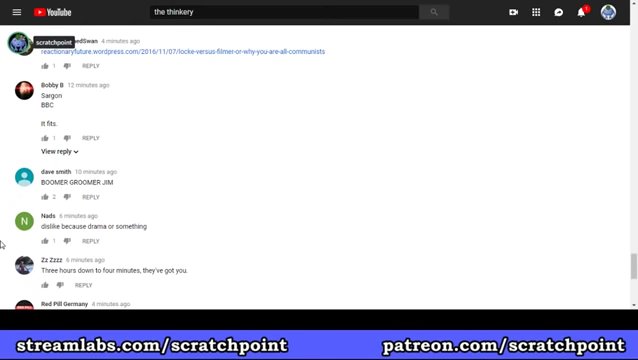 YouTube
the thinkery
1
scratchpoint
edSwan 4 minutes ago
reactionaryfuture.wordpress.com/2016/11/07/locke-versus-filmer-or-why-you-are-all-communists
1 REPLY
Bobby B 12 minutes ago
Sargon
BBC
It fits.
1 REPLY
View reply
dave smith 10 minutes ago
BOOMER GROOMER JIM
2 REPLY
N
Nads 6 minutes ago
dislike because drama or something
1 REPLY
Zz Zzzz 6 minutes ago
Three hours down to four minutes, they've got you.
REPLY
Red Pill Germany 4 minutes ago
streamlabs.com/scratchpoint
patreon.com/scratchpoint